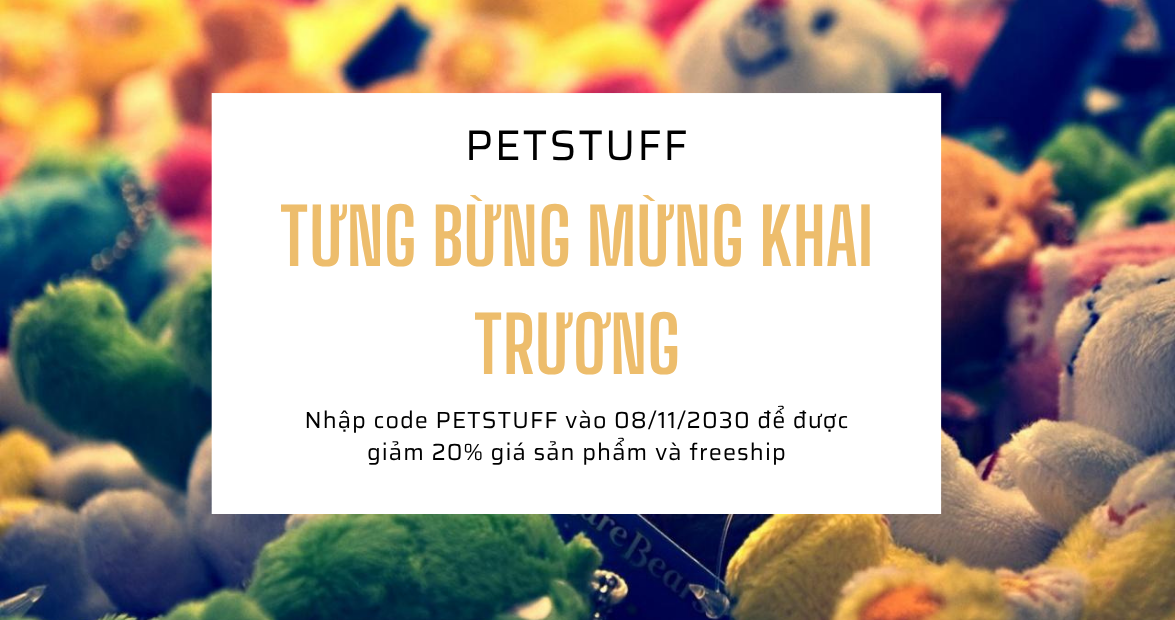 PETSTUFF
TƯNG BỪNG MỪNG KHAI
TRƯƠNG
Nhập code PETSTUFF vào 08/11/2030 để được
giảm 20% giá sản phẩm và freeship
areBears